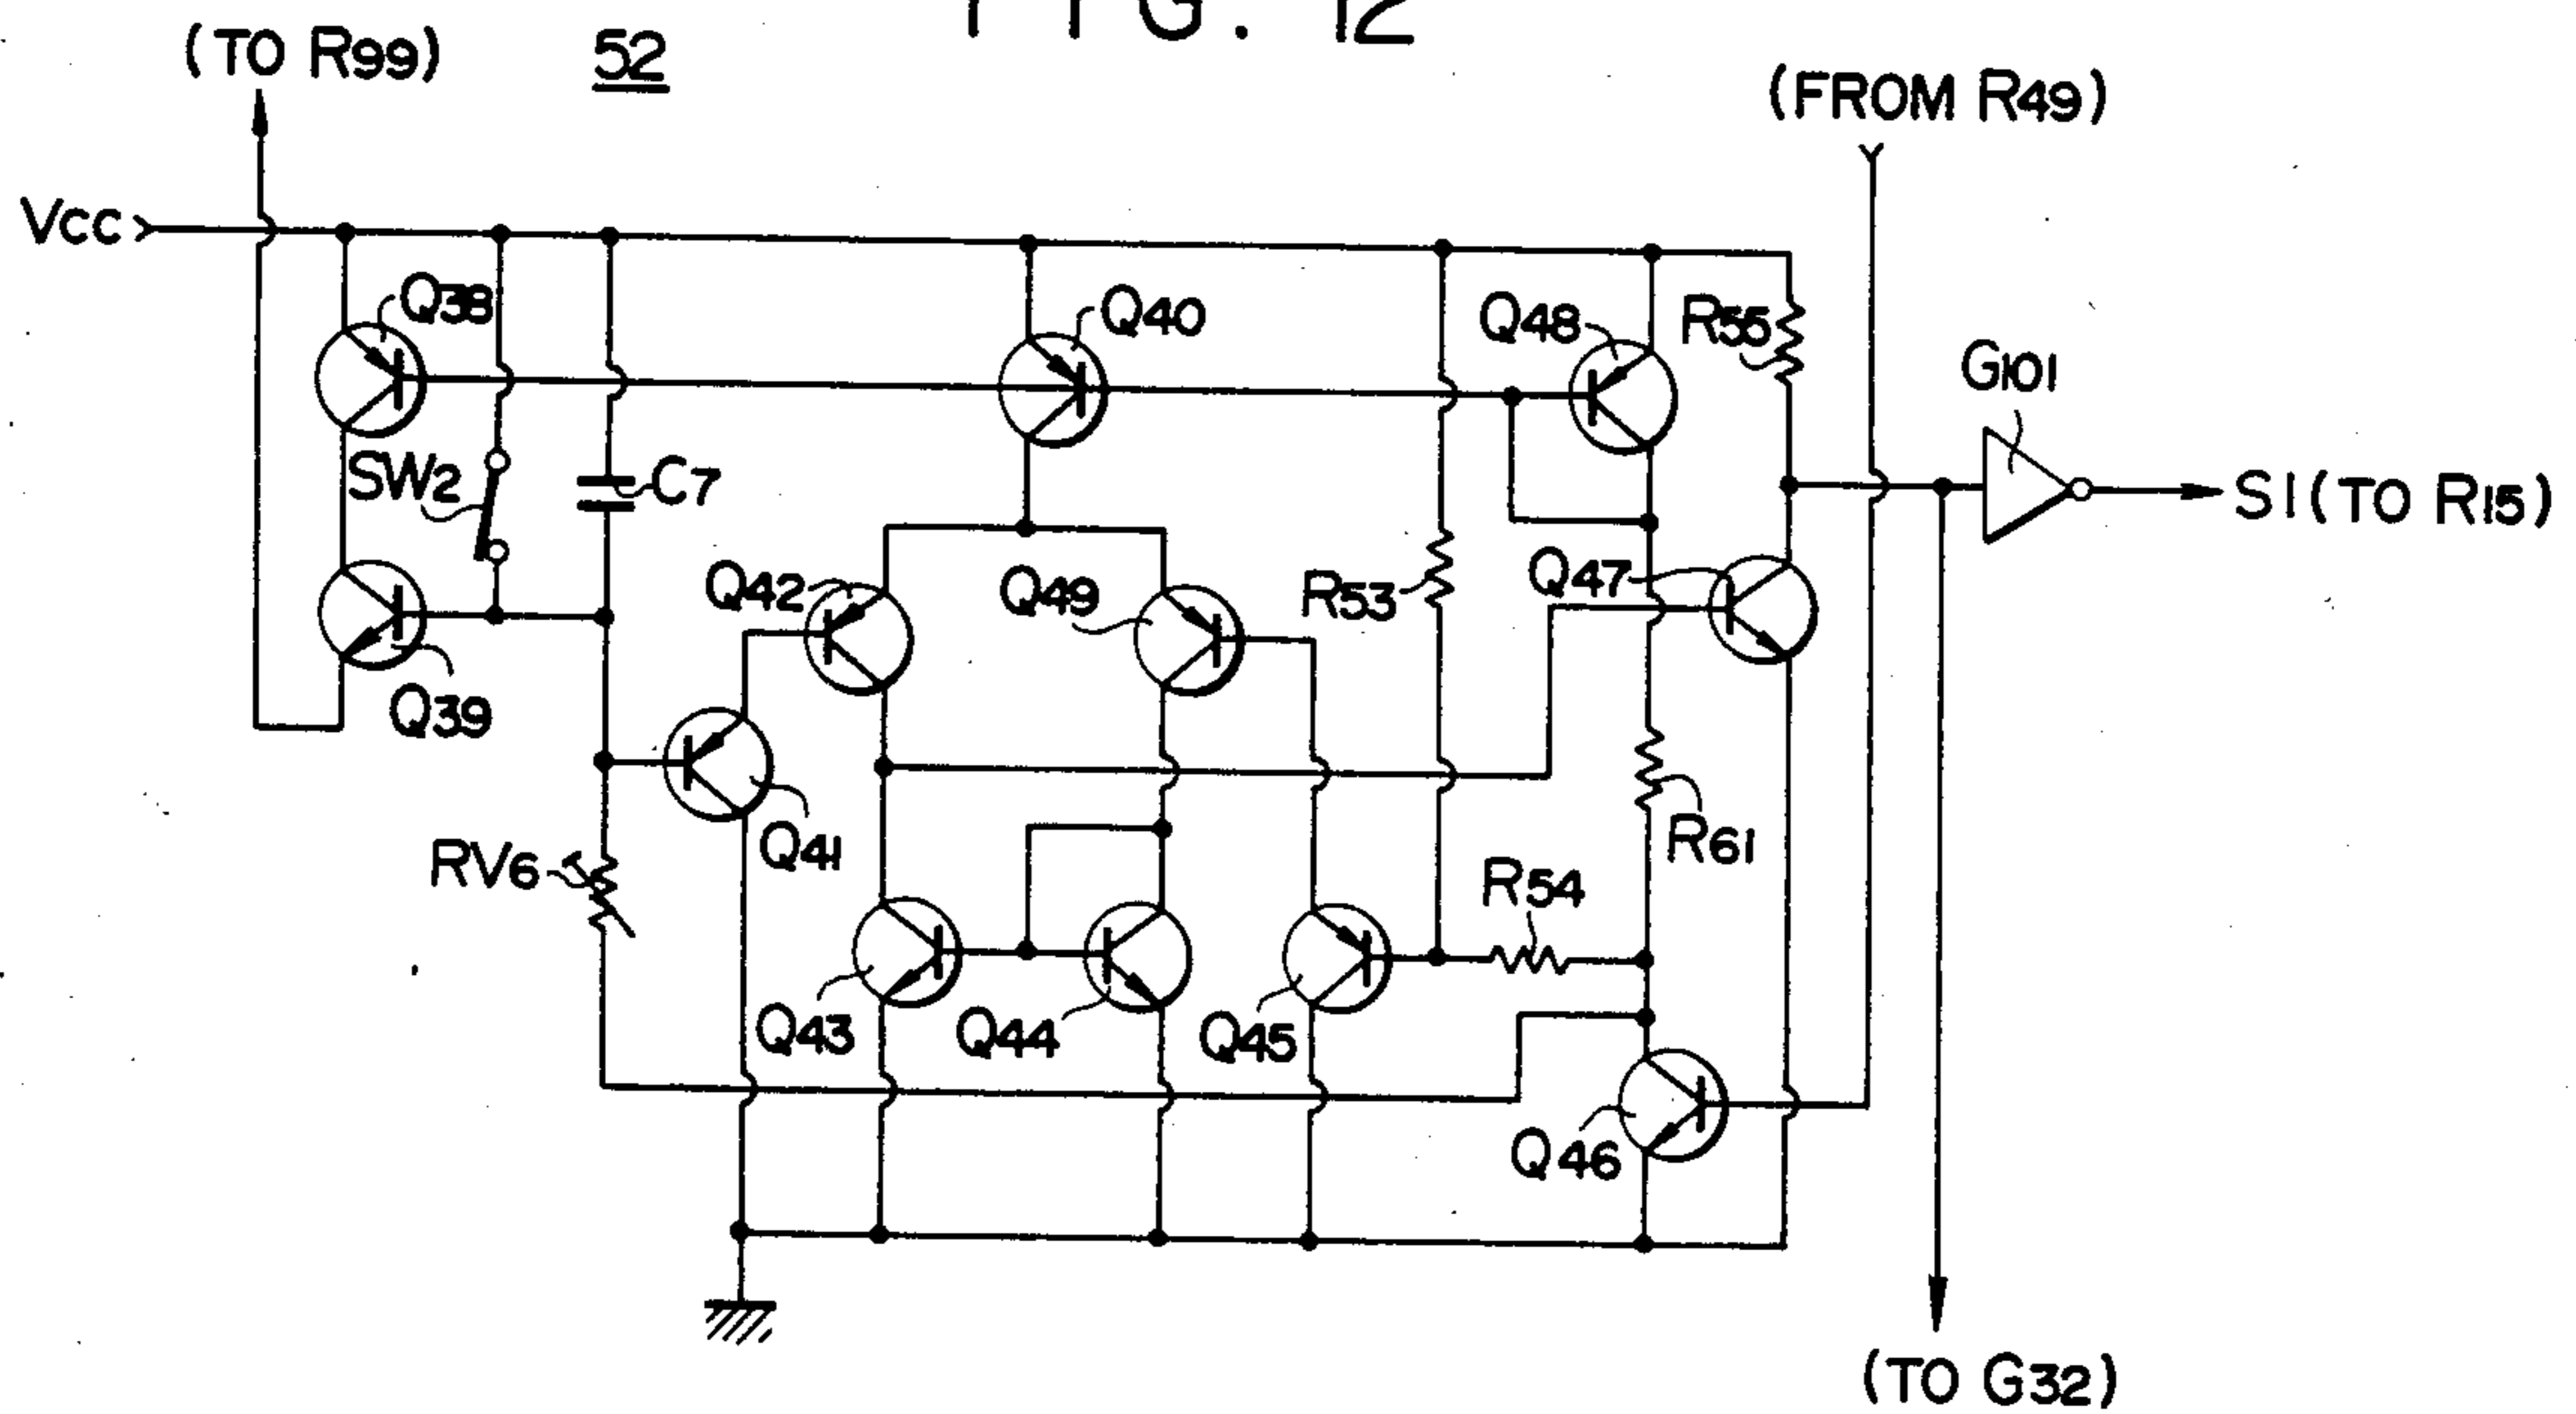 FIG. 12
(TO R99)
52
(FROM R49)
Vcc
Q38
Q40
Q48
R55
G101
SW2
C7
S1 (TO R15)
Q42
Q49
R53
Q47
Q39
Q41
RV6
R61
R54
Q43
Q44
Q45
Q46
(TO G32)